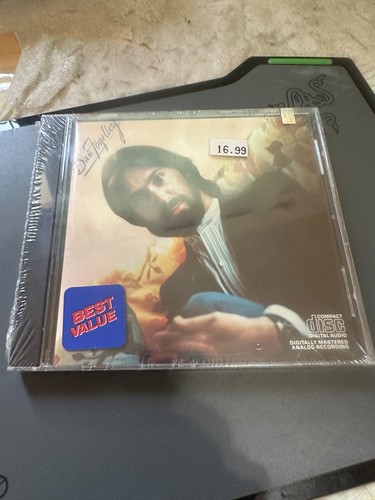 Dan Fogelberg
16.99
BEST
VALUE
COMPACT
disc
DIGITAL AUDIO
DIGITALLY MASTERED
ANALOG RECORDING